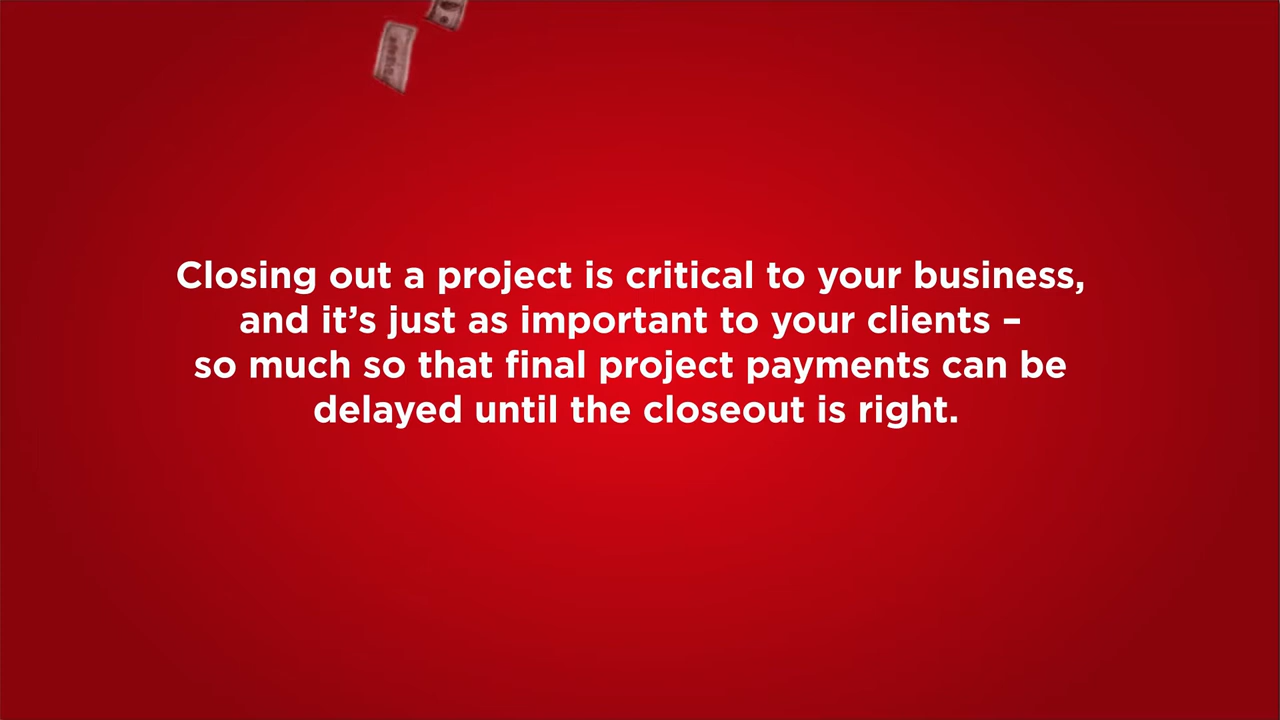 Closing out a project is critical to your business,
and it’s just as important to your clients –
so much so that final project payments can be
delayed until the closeout is right.